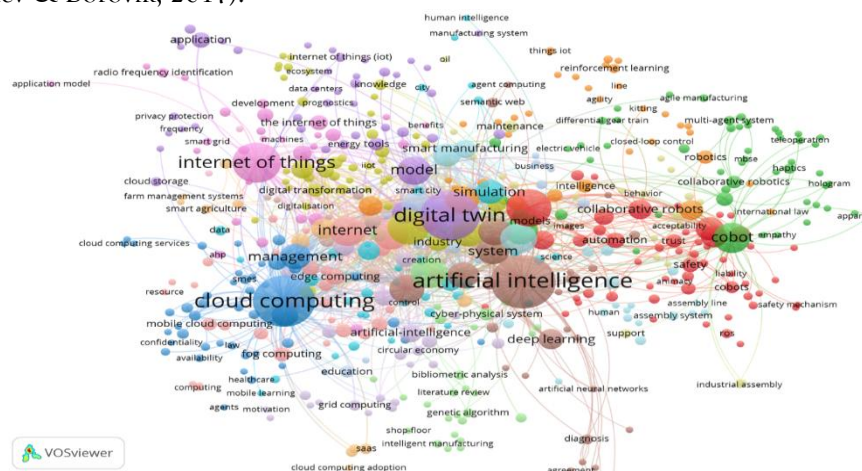 human intelligence
application
manufacturing system
internet of things (iot)
oil
things iot
radio frequency identification
ecosystem
reinforcement learning
application model
data centers
knowledge
city
agent computing
line
development
prognostics
semantic web
agility
agile manufacturing
privacy protection
benefits
kitting
frequency
the internet of things
maintenance
differential gear train
multi-agent system
smart grid
machines
energy tools
smart manufacturing
electric vehicle
closed-loop control
teleoperation
internet of things
iiot
model
business
robotics
mbse
haptics
cloud storage
digital transformation
smart city
simulation
intelligence
collaborative robotics
hologram
farm management systems
behavior
smart agriculture
digitalisation
digital twin
models
collaborative robots
international law
data
internet
images
acceptability
empathy
cloud computing services
industry
automation
trust
cobot
ahp
management
system
science
creation
safety
smes
edge computing
artificial intelligence
liability
resource
animacy
cobots
cloud computing
control
human
assembly line
safety mechanism
mobile cloud computing
cyber-physical system
assembly system
confidentiality
law
artificial-intelligence
support
ros
availability
fog computing
circular economy
deep learning
healthcare
education
bibliometric analysis
computing
mobile learning
literature review
artificial neural networks
industrial assembly
agents
motivation
grid computing
genetic algorithm
shop-floor
diagnosis
saas
intelligent manufacturing
cloud computing adoption
agreement
VOSviewer